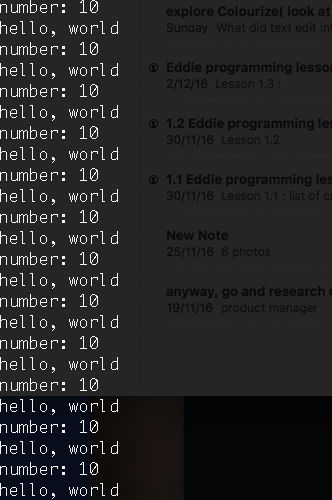 number: 10
hello, world
number: 10
hello, world
number: 10
hello, world
number: 10
hello, world
number: 10
hello, world
number: 10
hello, world
number: 10
hello, world
number: 10
hello, world
number: 10
hello, world
number: 10
hello, world
number: 10
hello, world
number: 10
hello, world
explore Colourize( look at
Sunday What did text edit
Eddie programming lesson
2/12/16 Lesson 1.3 :
1.2 Eddie programming les
30/11/16 Lesson 1.2
1.1 Eddie programming les
30/11/16 Lesson 1.1 : list of
New Note
25/11/16 6 photos
anyway, go and research
19/11/16 product manager